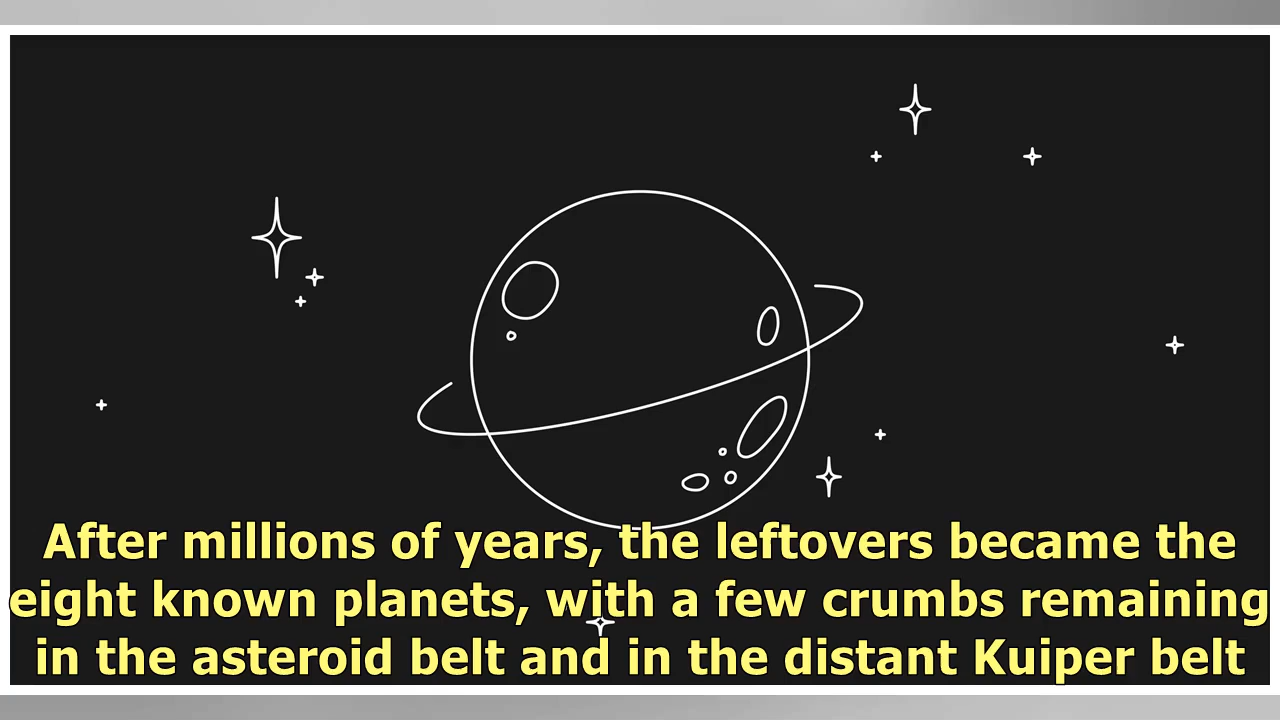 After millions of years, the leftovers became the
eight known planets, with a few crumbs remaining
in the asteroid belt and in the distant Kuiper belt